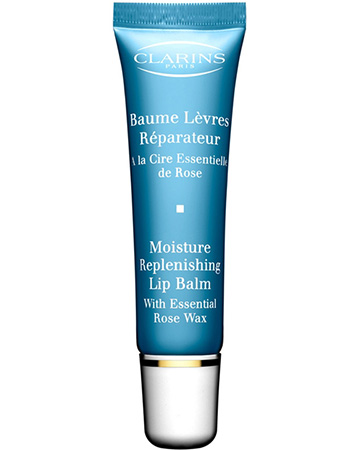 CLARINS
PARIS
Baume Lèvres
Réparateur
A la Cire Essentielle
de Rose
Moisture
Replenishing
Lip Balm
With Essential
Rose Wax